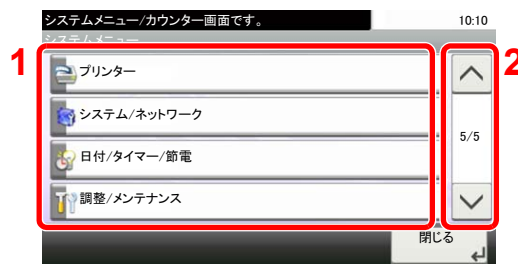 システムメニュー/カウンター画面です。 10:10
システムメニュー
1
2
プリンター
システム/ネットワーク
5/5
日付/タイマー/節電
調整/メンテナンス
閉じる